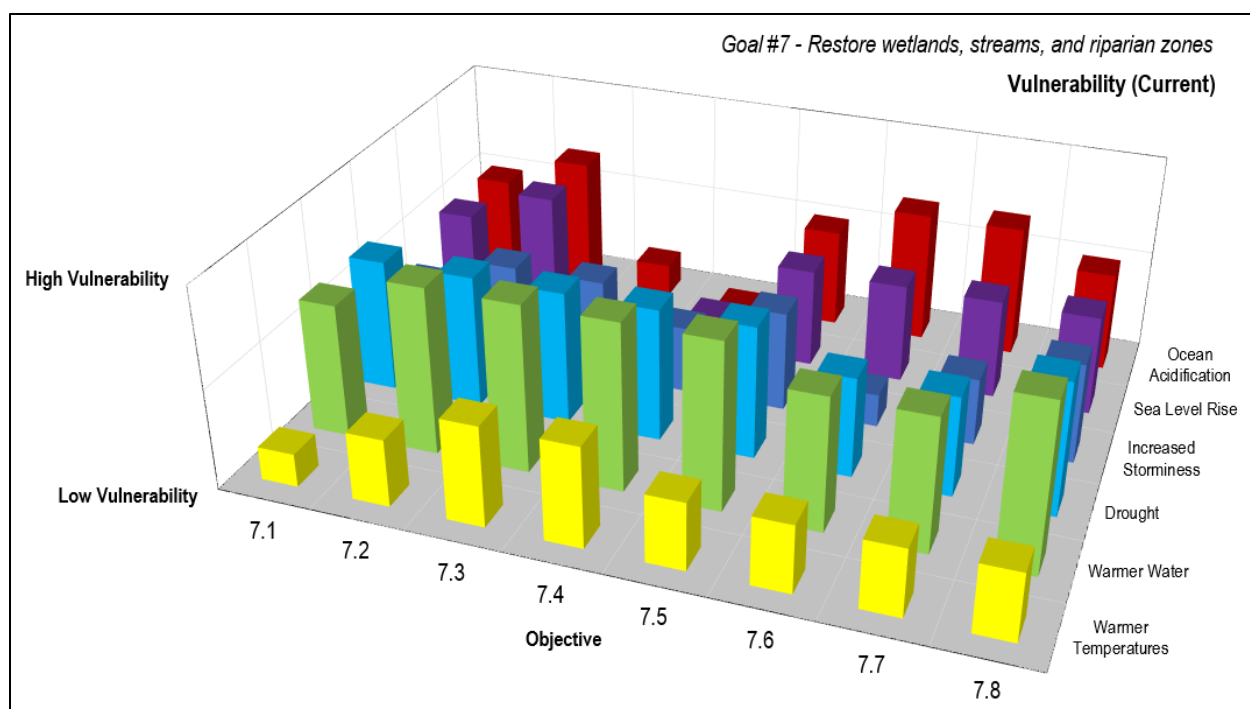 Goal #7 - Restore wetlands, streams, and riparian zones
Vulnerability (Current)
High Vulnerability
Low Vulnerability
7.1
7.2
7.3
7.4
7.5
7.6
7.7
7.8
Objective
Ocean
Acidification
Sea Level Rise
Increased
Storminess
Drought
Warmer Water
Warmer
Temperatures